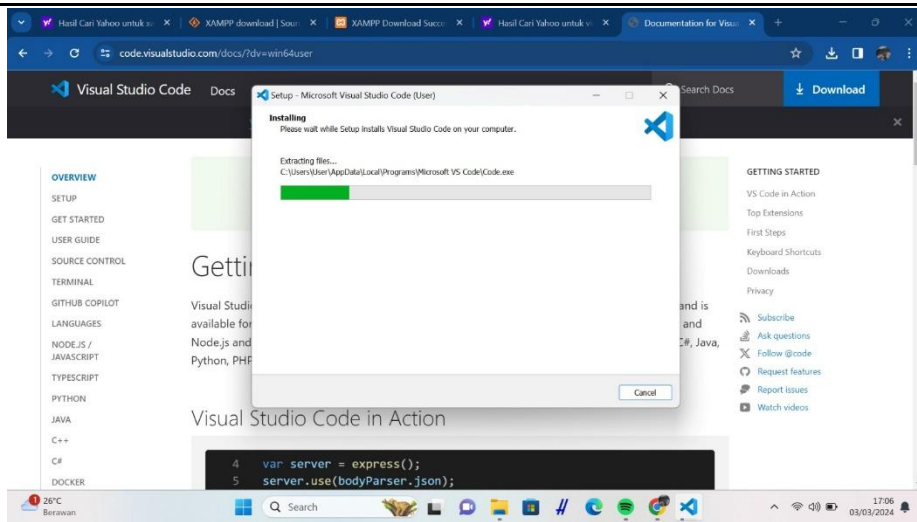 Hasil Cari Yahoo untuk xa
XAMPP download | Sour
XAMPP Download Succe
Hasil Cari Yahoo untuk vi
Documentation for Visua
code.visualstudio.com/docs/?dv=win64user
Visual Studio Code
Docs
Search Docs
Download
Setup - Microsoft Visual Studio Code (User)
Installing
Please wait while Setup installs Visual Studio Code on your computer.
Extracting files...
C:\Users\User\AppData\Local\Programs\Microsoft VS Code\Code.exe
Cancel
OVERVIEW
SETUP
GET STARTED
USER GUIDE
SOURCE CONTROL
TERMINAL
GITHUB COPILOT
LANGUAGES
NODE.JS /
JAVASCRIPT
TYPESCRIPT
PYTHON
JAVA
C++
C#
DOCKER
Getti
Visual Studi
and is
available for
and
Node.js and
C#, Java,
Python, PHP
Visual Studio Code in Action
4 var server = express();
5 server.use(bodyParser.json);
GETTING STARTED
VS Code in Action
Top Extensions
First Steps
Keyboard Shortcuts
Downloads
Privacy
Subscribe
Ask questions
Follow @code
Request features
Report issues
Watch videos
1
26°C
Berawan
Search
17:06
03/03/2024